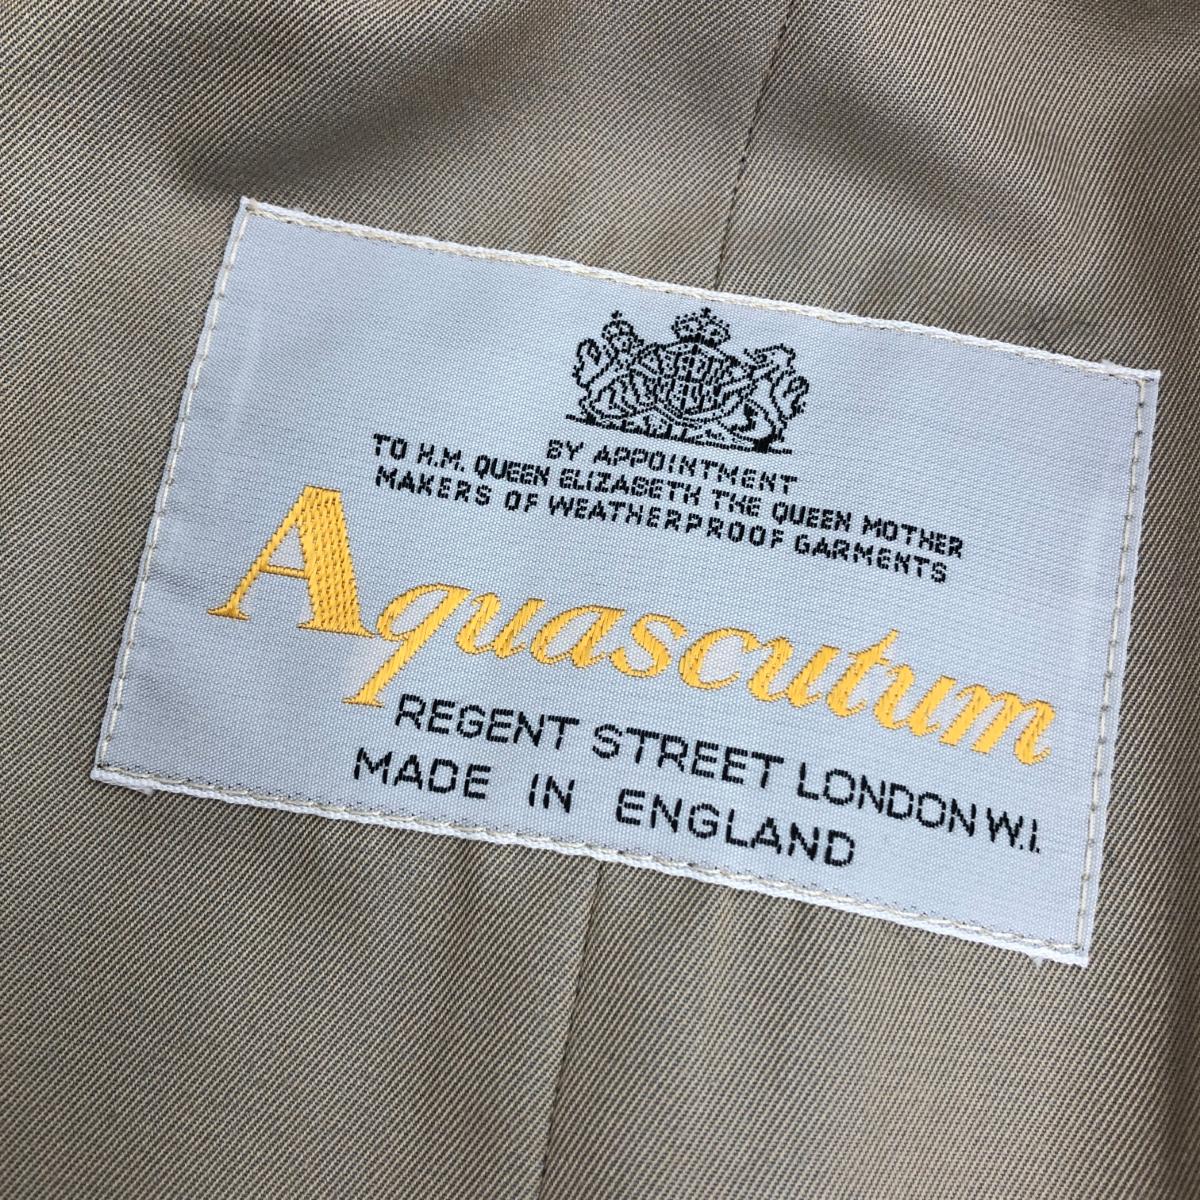 BY APPOINTMENT
TO H.M. QUEEN ELIZABETH THE QUEEN MOTHER
MAKERS OF WEATHERPROOF GARMENTS
Aquascutum
REGENT STREET LONDON W.I.
MADE IN ENGLAND